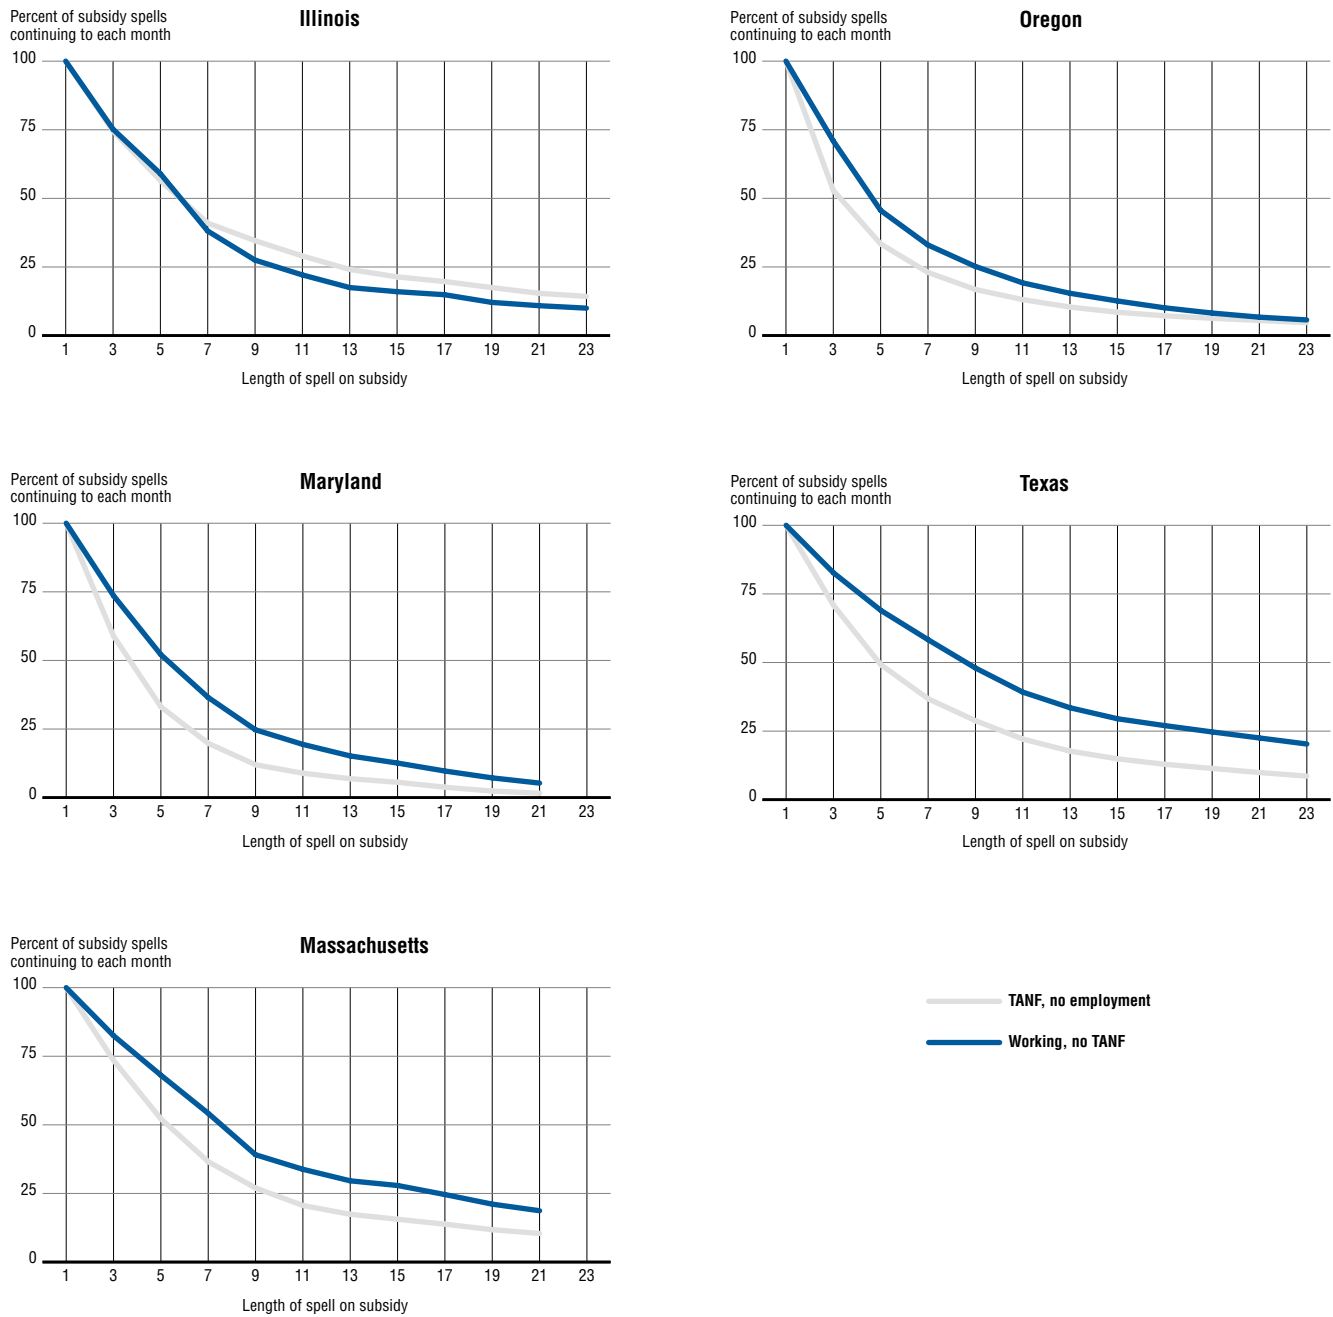 Percent of subsidy spells
continuing to each month
Illinois
100
75
50
25
0
1 3 5 7 9 11 13 15 17 19 21 23
Length of spell on subsidy
Percent of subsidy spells
continuing to each month
Oregon
100
75
50
25
0
1 3 5 7 9 11 13 15 17 19 21 23
Length of spell on subsidy
Percent of subsidy spells
continuing to each month
Maryland
100
75
50
25
0
1 3 5 7 9 11 13 15 17 19 21 23
Length of spell on subsidy
Percent of subsidy spells
continuing to each month
Texas
100
75
50
25
0
1 3 5 7 9 11 13 15 17 19 21 23
Length of spell on subsidy
Percent of subsidy spells
continuing to each month
Massachusetts
100
75
50
25
0
1 3 5 7 9 11 13 15 17 19 21 23
Length of spell on subsidy
TANF, no employment
Working, no TANF